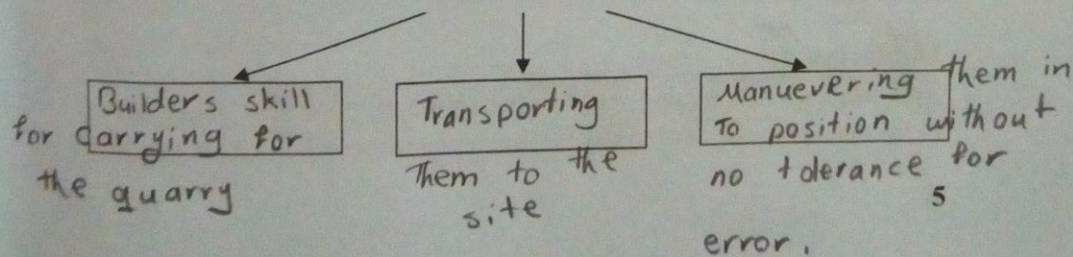 Builders skill
for carrying for
the quarry
Transporting
Them to the
site
Manuevering them in
To position without
no tolerance for
5
error.